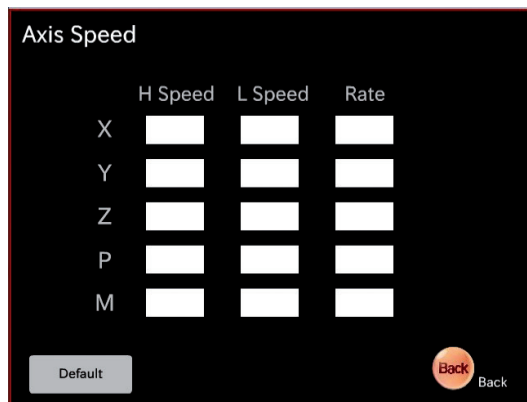 Axis Speed
H Speed L Speed Rate
X
Y
Z
P
M
Default
Back
Back